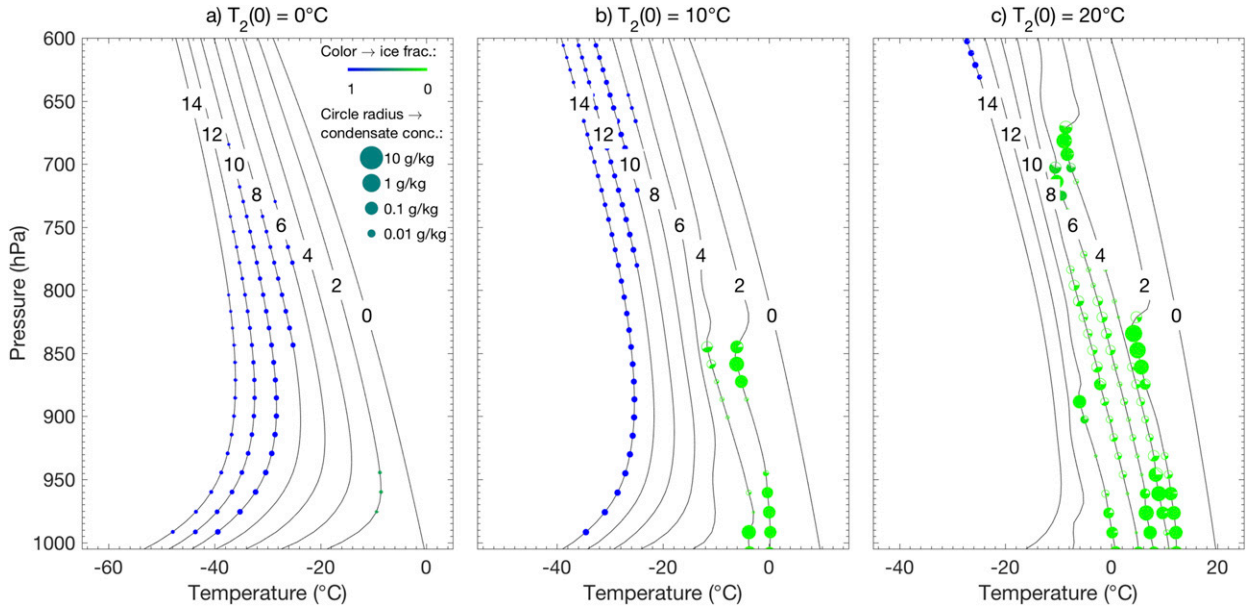 a) T₂(0) = 0°C
b) T₂(0) = 10°C
c) T₂(0) = 20°C
Pressure (hPa)
600
650
700
750
800
850
900
950
1000
Color → ice frac.:
1 0
Circle radius →
condensate conc.:
10 g/kg
1 g/kg
0.1 g/kg
0.01 g/kg
14
12
10
8
6
4
2
0
-60 -40 -20 0
Temperature (°C)
14
12
10
8
6
4
2
0
-40 -20 0
Temperature (°C)
14
12
10
8
6
4
2
0
-40 -20 0 20
Temperature (°C)